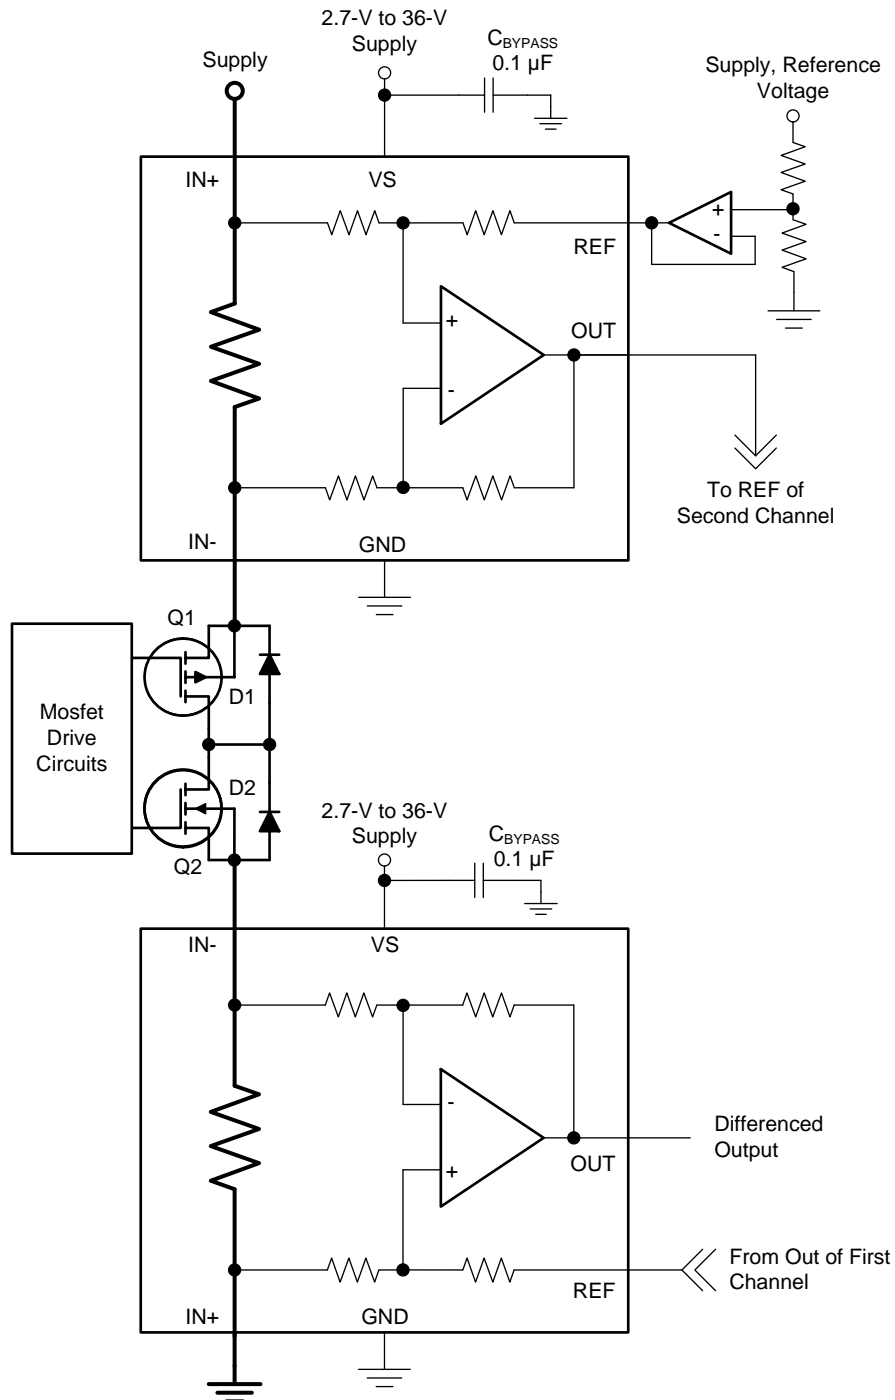 2.7-V to 36-V
Supply
CBYPASS
0.1 µF
Supply
Supply, Reference
Voltage
IN+
VS
+
-
REF
+
-
OUT
To REF of
Second Channel
IN-
GND
Q1
D1
Mosfet
Drive
Circuits
D2
Q2
2.7-V to 36-V
Supply
CBYPASS
0.1 µF
IN-
VS
-
+
OUT
Differenced
Output
From Out of First
Channel
REF
IN+
GND